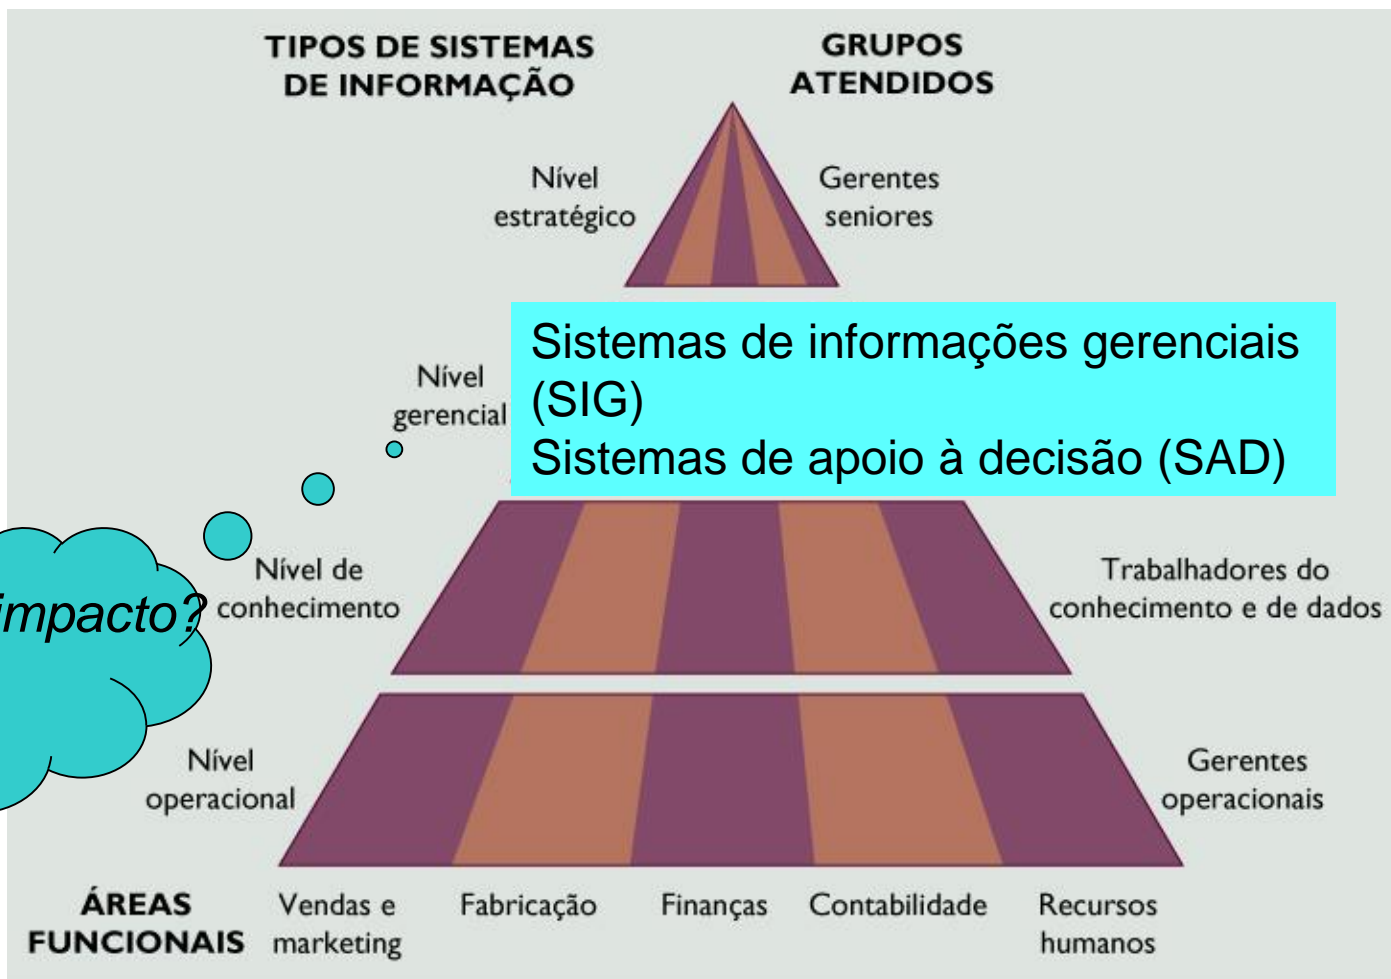 TIPOS DE SISTEMAS
DE INFORMAÇÃO
GRUPOS
ATENDIDOS
Nível
estratégico
Gerentes
seniores
Nível
gerencial
Sistemas de informações gerenciais
(SIG)
Sistemas de apoio à decisão (SAD)
impacto?
Nível de
conhecimento
Trabalhadores do
conhecimento e de dados
Nível
operacional
Gerentes
operacionais
ÁREAS
FUNCIONAIS
Vendas e
marketing
Fabricação
Finanças
Contabilidade
Recursos
humanos